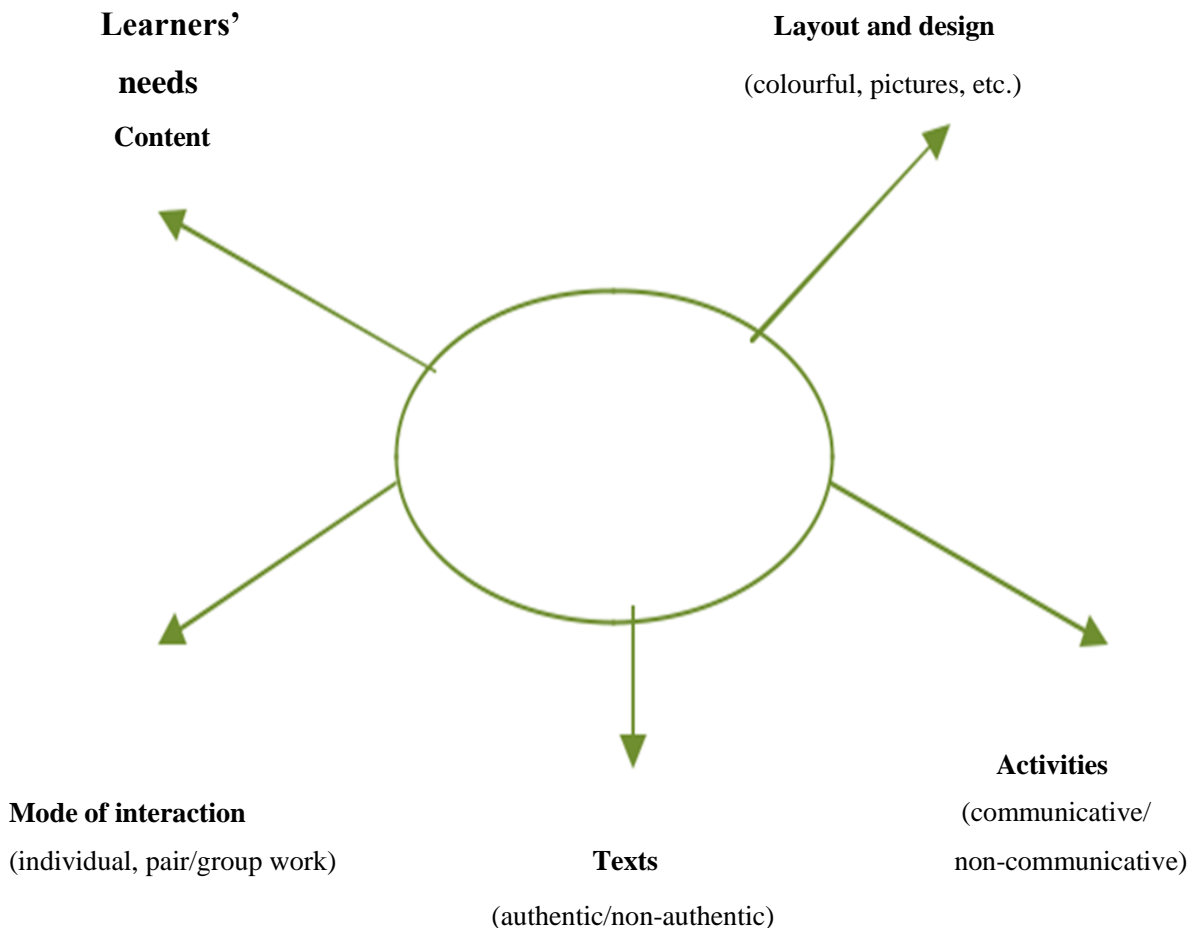 Learners’
needs
Content
Layout and design
(colourful, pictures, etc.)
Mode of interaction
(individual, pair/group work)
Texts
(authentic/non-authentic)
Activities
(communicative/
non-communicative)